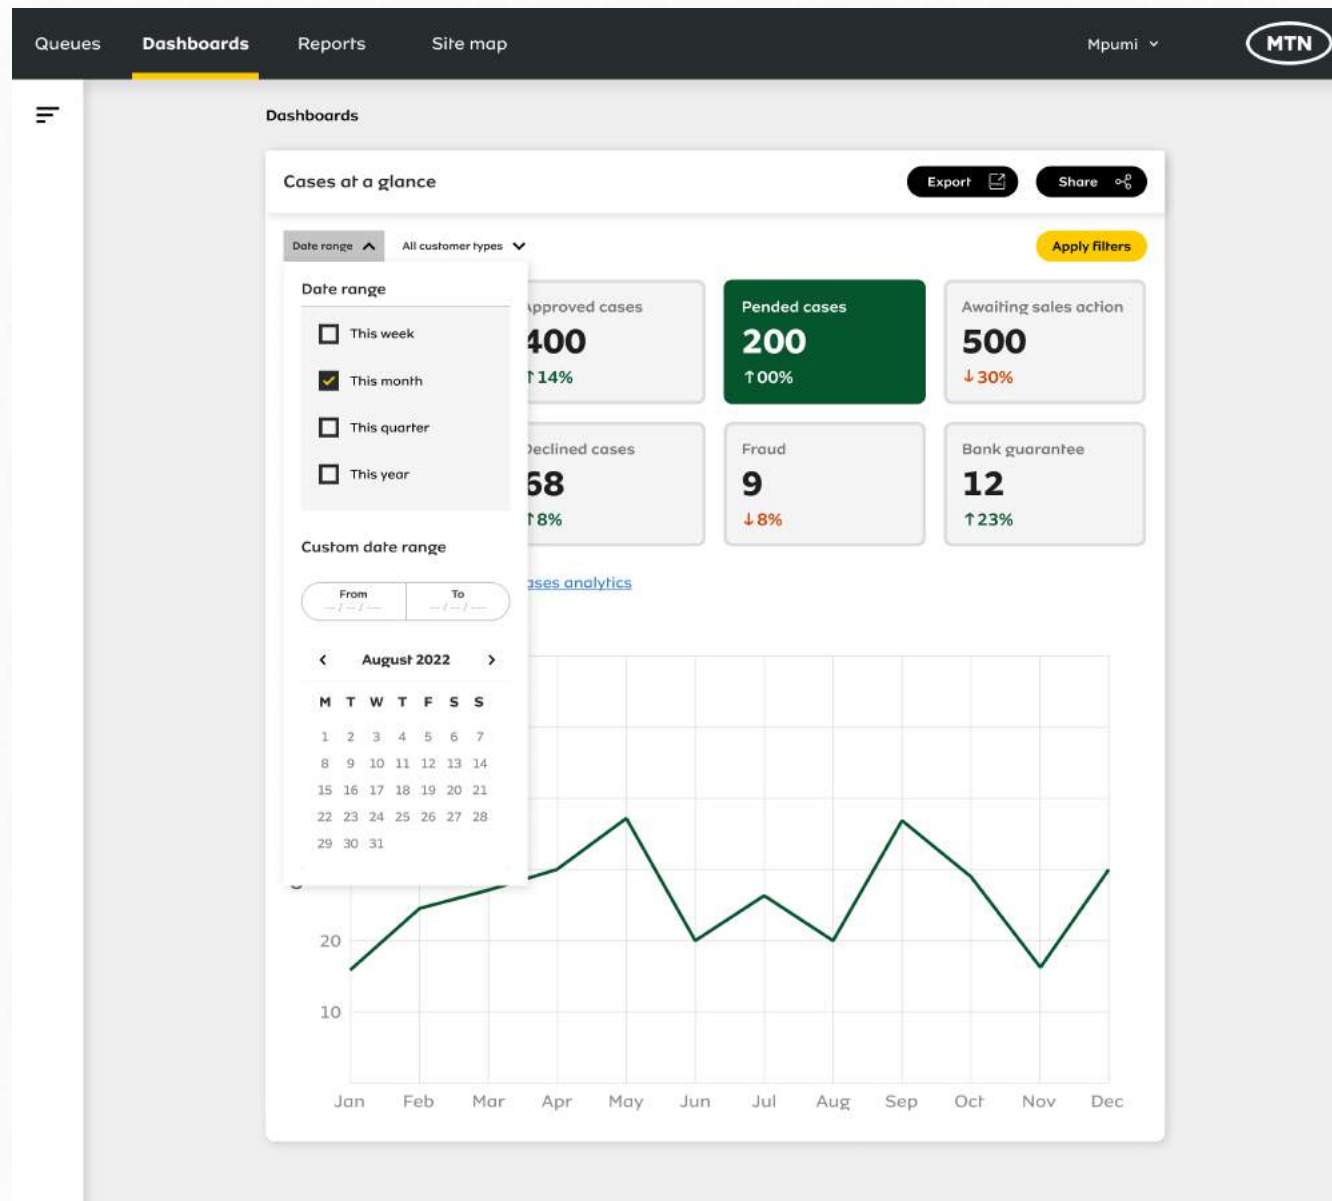 Queues Dashboards Reports Site map Mpumi MTN
Dashboards
Cases at a glance Export Share
Date range All customer types Apply filters
Date range
This week
This month
This quarter
This year
Custom date range
From To
-- / -- / ---- -- / -- / ----
August 2022
M T W T F S S
1 2 3 4 5 6 7
8 9 10 11 12 13 14
15 16 17 18 19 20 21
22 23 24 25 26 27 28
29 30 31
Approved cases
400
↑14%
Pended cases
200
↑00%
Awaiting sales action
500
↓30%
Declined cases
68
↑8%
Fraud
9
↓8%
Bank guarantee
12
↑23%
ases analytics
20
10
Jan Feb Mar Apr May Jun Jul Aug Sep Oct Nov Dec